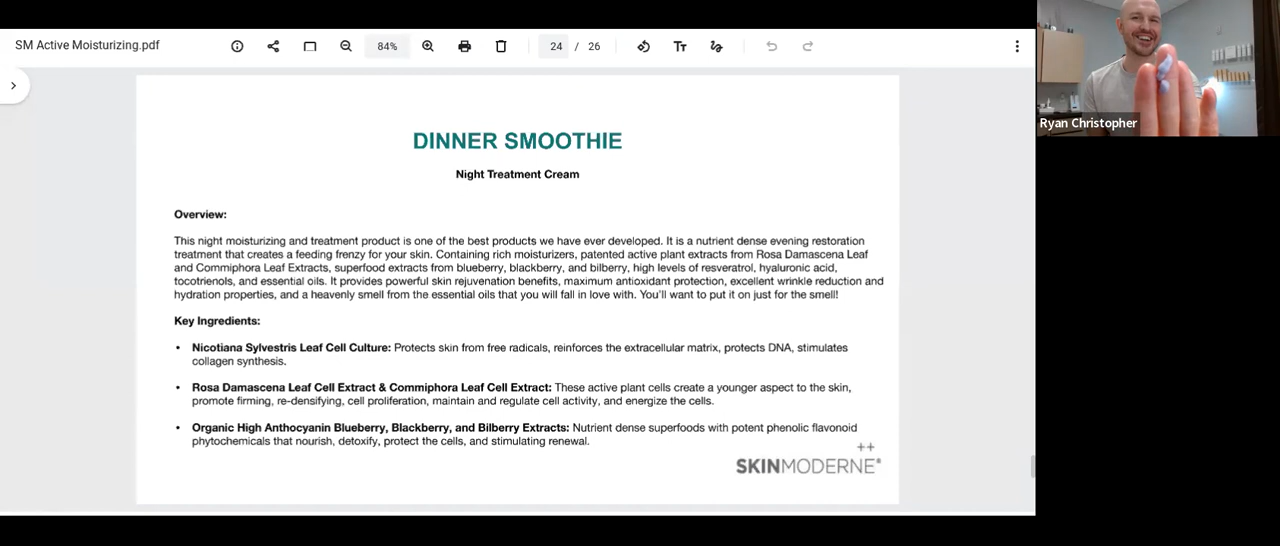 SM Active Moisturizing.pdf
84%
24 / 26
Ryan Christopher
DINNER SMOOTHIE
Night Treatment Cream
Overview:
This night moisturizing and treatment product is one of the best products we have ever developed. It is a nutrient dense evening restoration
treatment that creates a feeding frenzy for your skin. Containing rich moisturizers, patented active plant extracts from Rosa Damascena Leaf
and Commiphora Leaf Extracts, superfood extracts from blueberry, blackberry, and bilberry, high levels of resveratrol, hyaluronic acid,
tocotrienols, and essential oils. It provides powerful skin rejuvenation benefits, maximum antioxidant protection, excellent wrinkle reduction and
hydration properties, and a heavenly smell from the essential oils that you will fall in love with. You'll want to put it on just for the smell!
Key Ingredients:
• Nicotiana Sylvestris Leaf Cell Culture: Protects skin from free radicals, reinforces the extracellular matrix, protects DNA, stimulates
collagen synthesis.
• Rosa Damascena Leaf Cell Extract & Commiphora Leaf Cell Extract: These active plant cells create a younger aspect to the skin,
promote firming, re-densifying, cell proliferation, maintain and regulate cell activity, and energize the cells.
• Organic High Anthocyanin Blueberry, Blackberry, and Bilberry Extracts: Nutrient dense superfoods with potent phenolic flavonoid
phytochemicals that nourish, detoxify, protect the cells, and stimulating renewal.
++
SKINMODERNE®